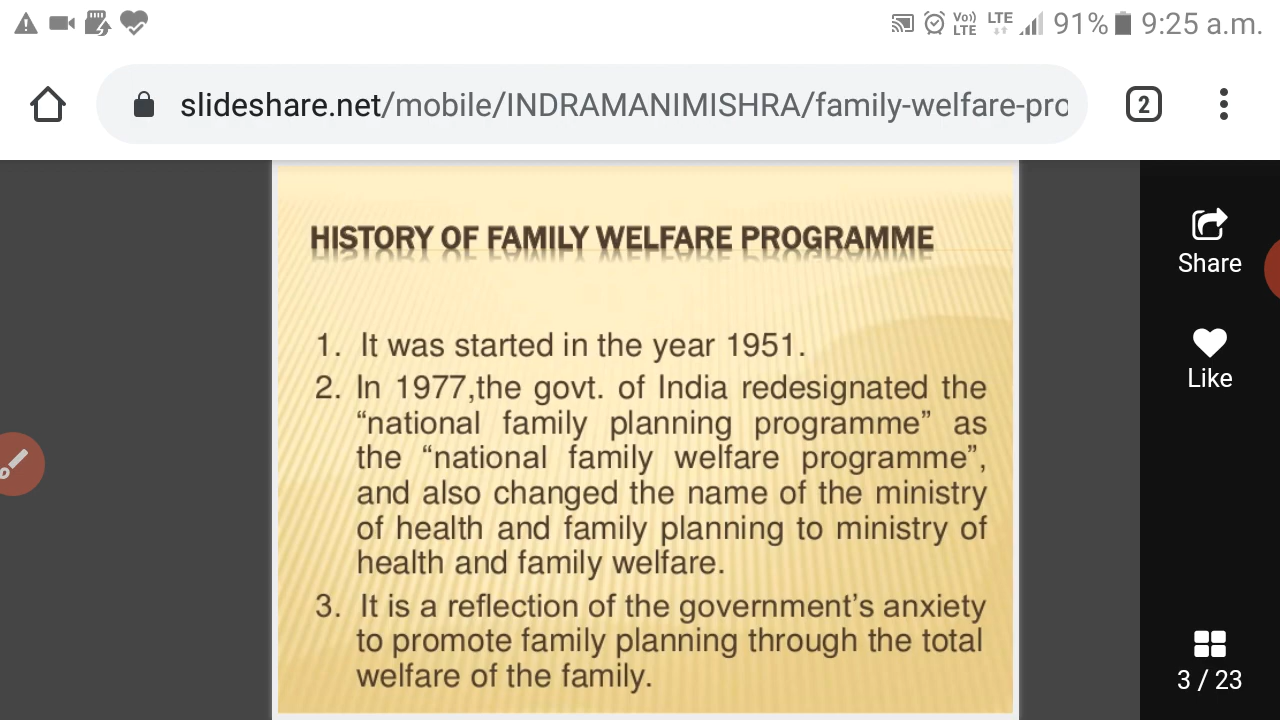 Vo)) LTE LTE 91% 9:25 a.m.
slideshare.net/mobile/INDRAMANIMISHRA/family-welfare-pro
2
HISTORY OF FAMILY WELFARE PROGRAMME
Share
1. It was started in the year 1951.
Like
2. In 1977,the govt. of India redesignated the
“national family planning programme” as
the “national family welfare programme”,
and also changed the name of the ministry
of health and family planning to ministry of
health and family welfare.
3. It is a reflection of the government’s anxiety
to promote family planning through the total
welfare of the family.
3 / 23